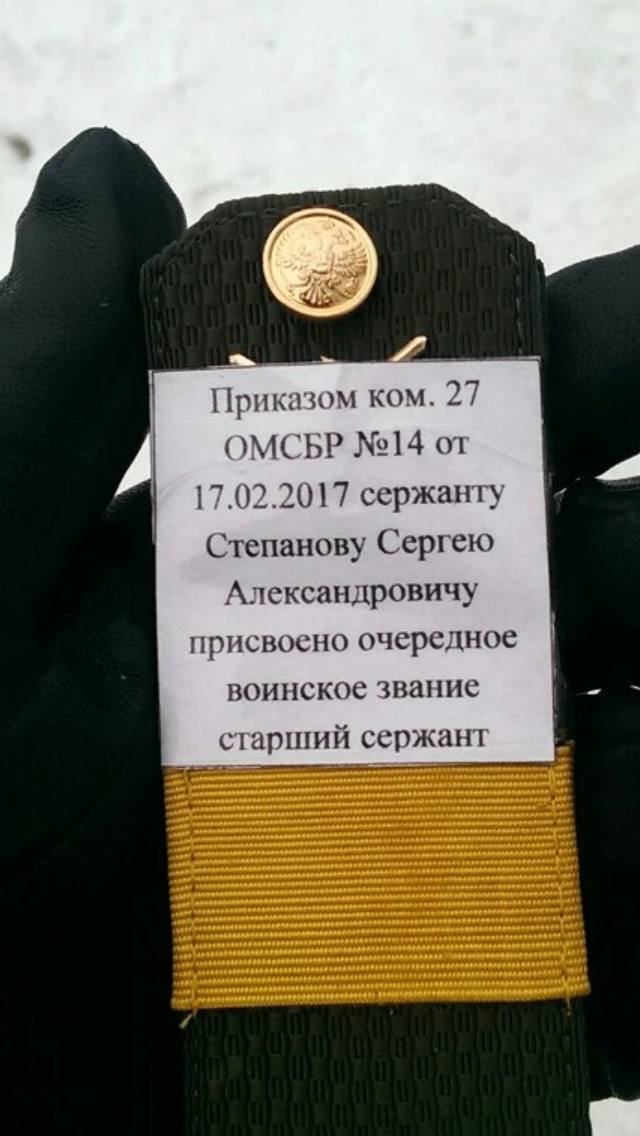 Приказом ком. 27
ОМСБР №14 от
17.02.2017 сержанту
Степанову Сергею
Александровичу
присвоено очередное
воинское звание
старший сержант